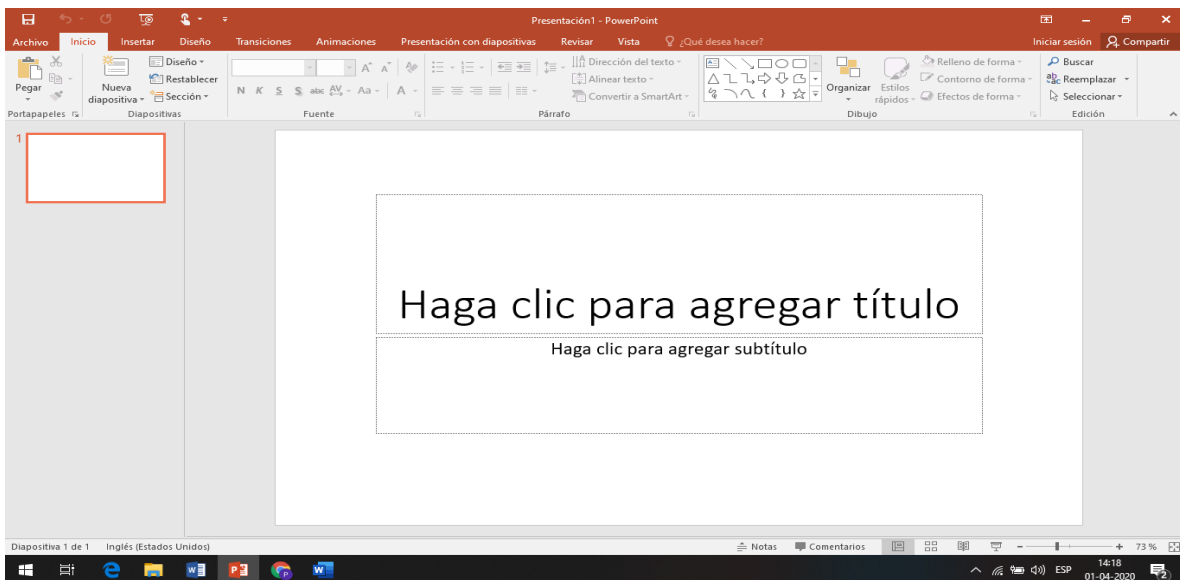 Presentación1 - PowerPoint
Archivo Inicio Insertar Diseño Transiciones Animaciones Presentación con diapositivas Revisar Vista ¿Qué desea hacer? Iniciar sesión Compartir
Pegar
Nueva diapositiva
Diseño
Restablecer
Sección
N K S S abc AV Aa A
A A
Dirección del texto
Alinear texto
Convertir a SmartArt
Organizar
Estilos rápidos
Relleno de forma
Contorno de forma
Efectos de forma
Buscar
Reemplazar
Seleccionar
Portapapeles Diapositivas Fuente Párrafo Dibujo Edición
1
Haga clic para agregar título
Haga clic para agregar subtítulo
Diapositiva 1 de 1 Inglés (Estados Unidos) Notas Comentarios 73 %
ESP 14:18
01-04-2020